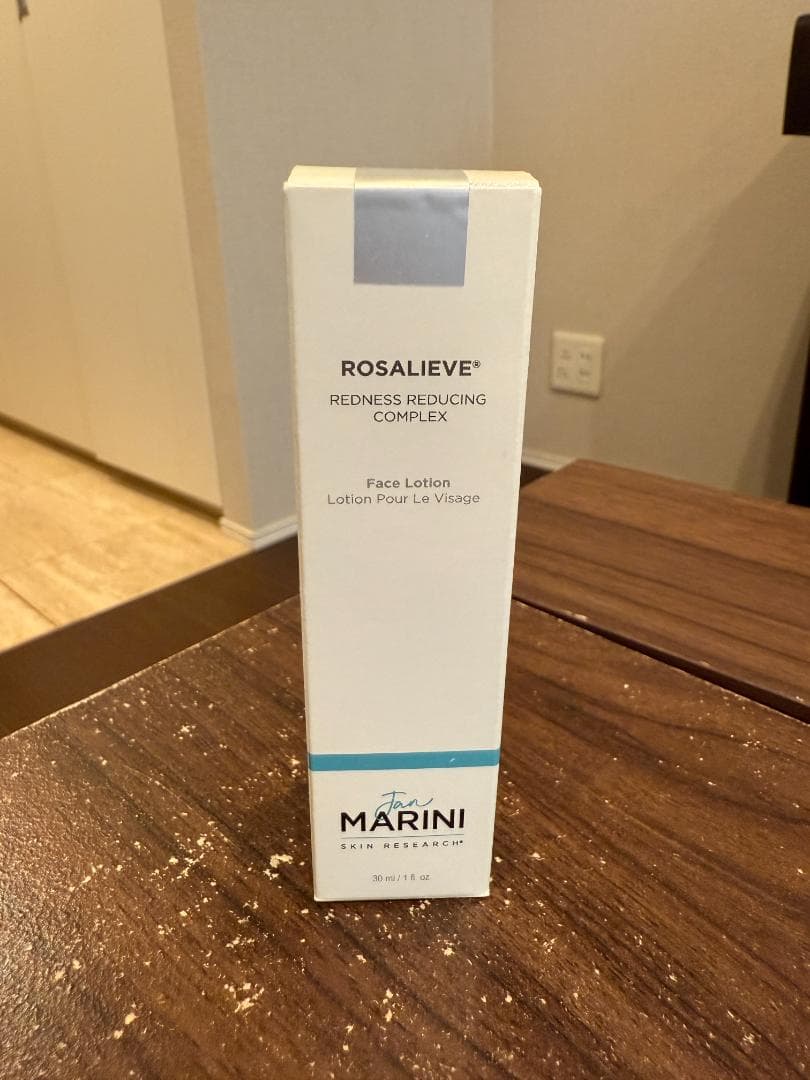 ROSALIEVE®
REDNESS REDUCING
COMPLEX
Face Lotion
Lotion Pour Le Visage
Jan
MARINI
SKIN RESEARCH®
30 ml / 1 fl. oz